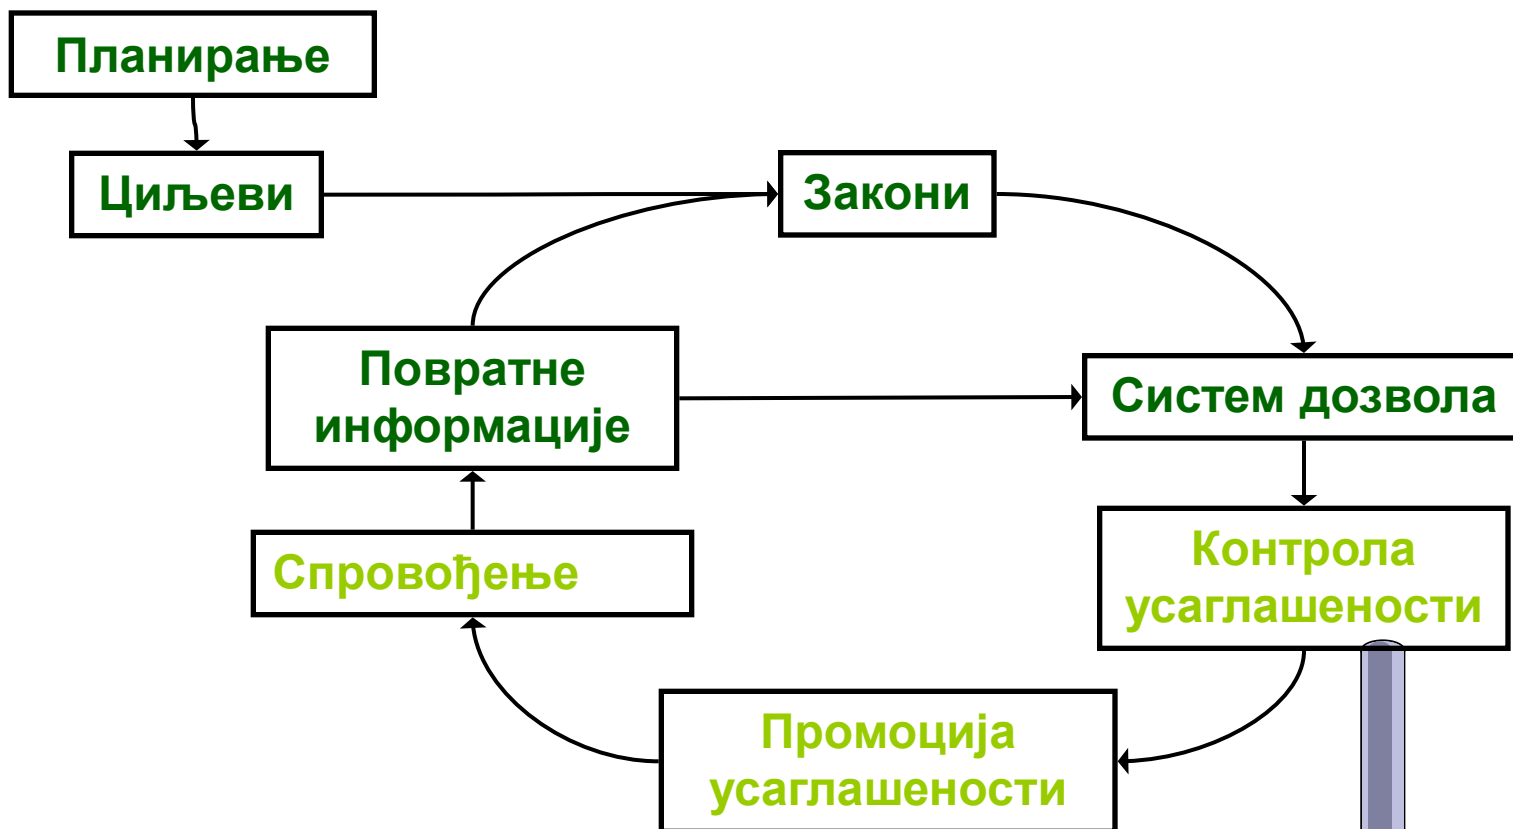 Планирање
Циљеви
Закони
Повратне
информације
Систем дозвола
Спровођење
Контрола
усаглашености
Промоција
усаглашености